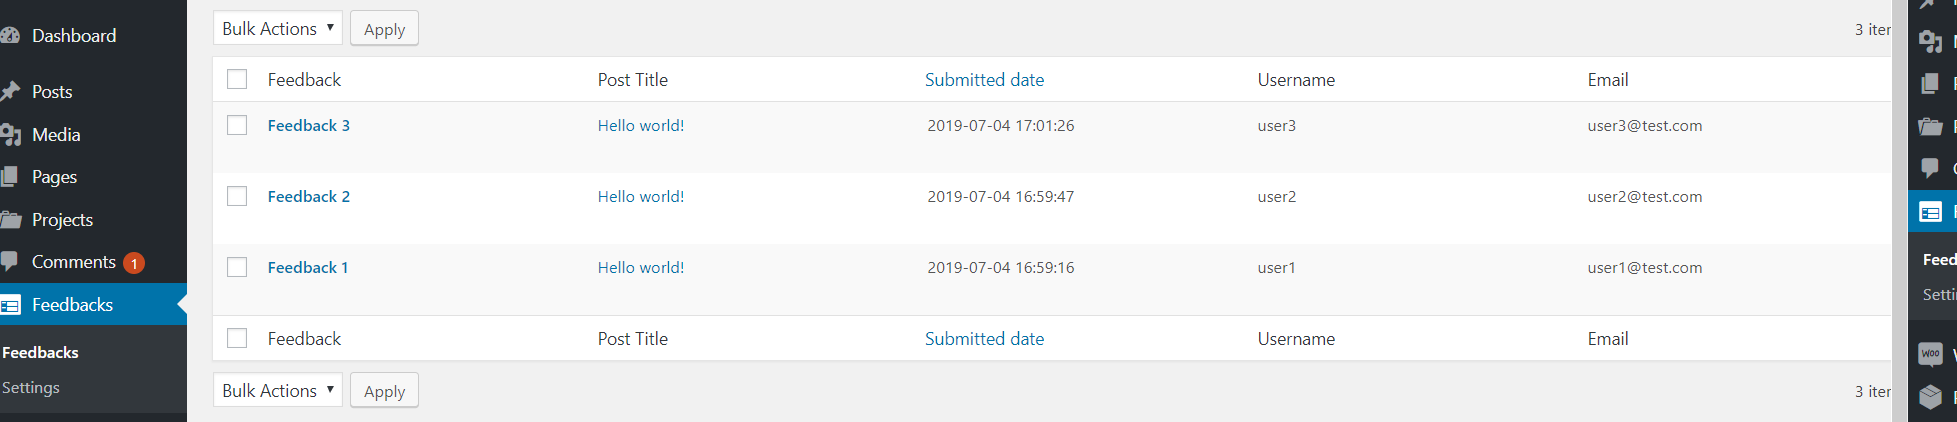 Dashboard
Posts
Media
Pages
Projects
Comments 1
Feedbacks
Feedbacks
Settings
Bulk Actions Apply 3
Feedback Post Title Submitted date Username Email
Feedback 3 Hello world! 2019-07-04 17:01:26 user3 user3@test.com
Feedback 2 Hello world! 2019-07-04 16:59:47 user2 user2@test.com
Feedback 1 Hello world! 2019-07-04 16:59:16 user1 user1@test.com
Feedback Post Title Submitted date Username Email
Bulk Actions Apply 3
Feed
Setti
Woo